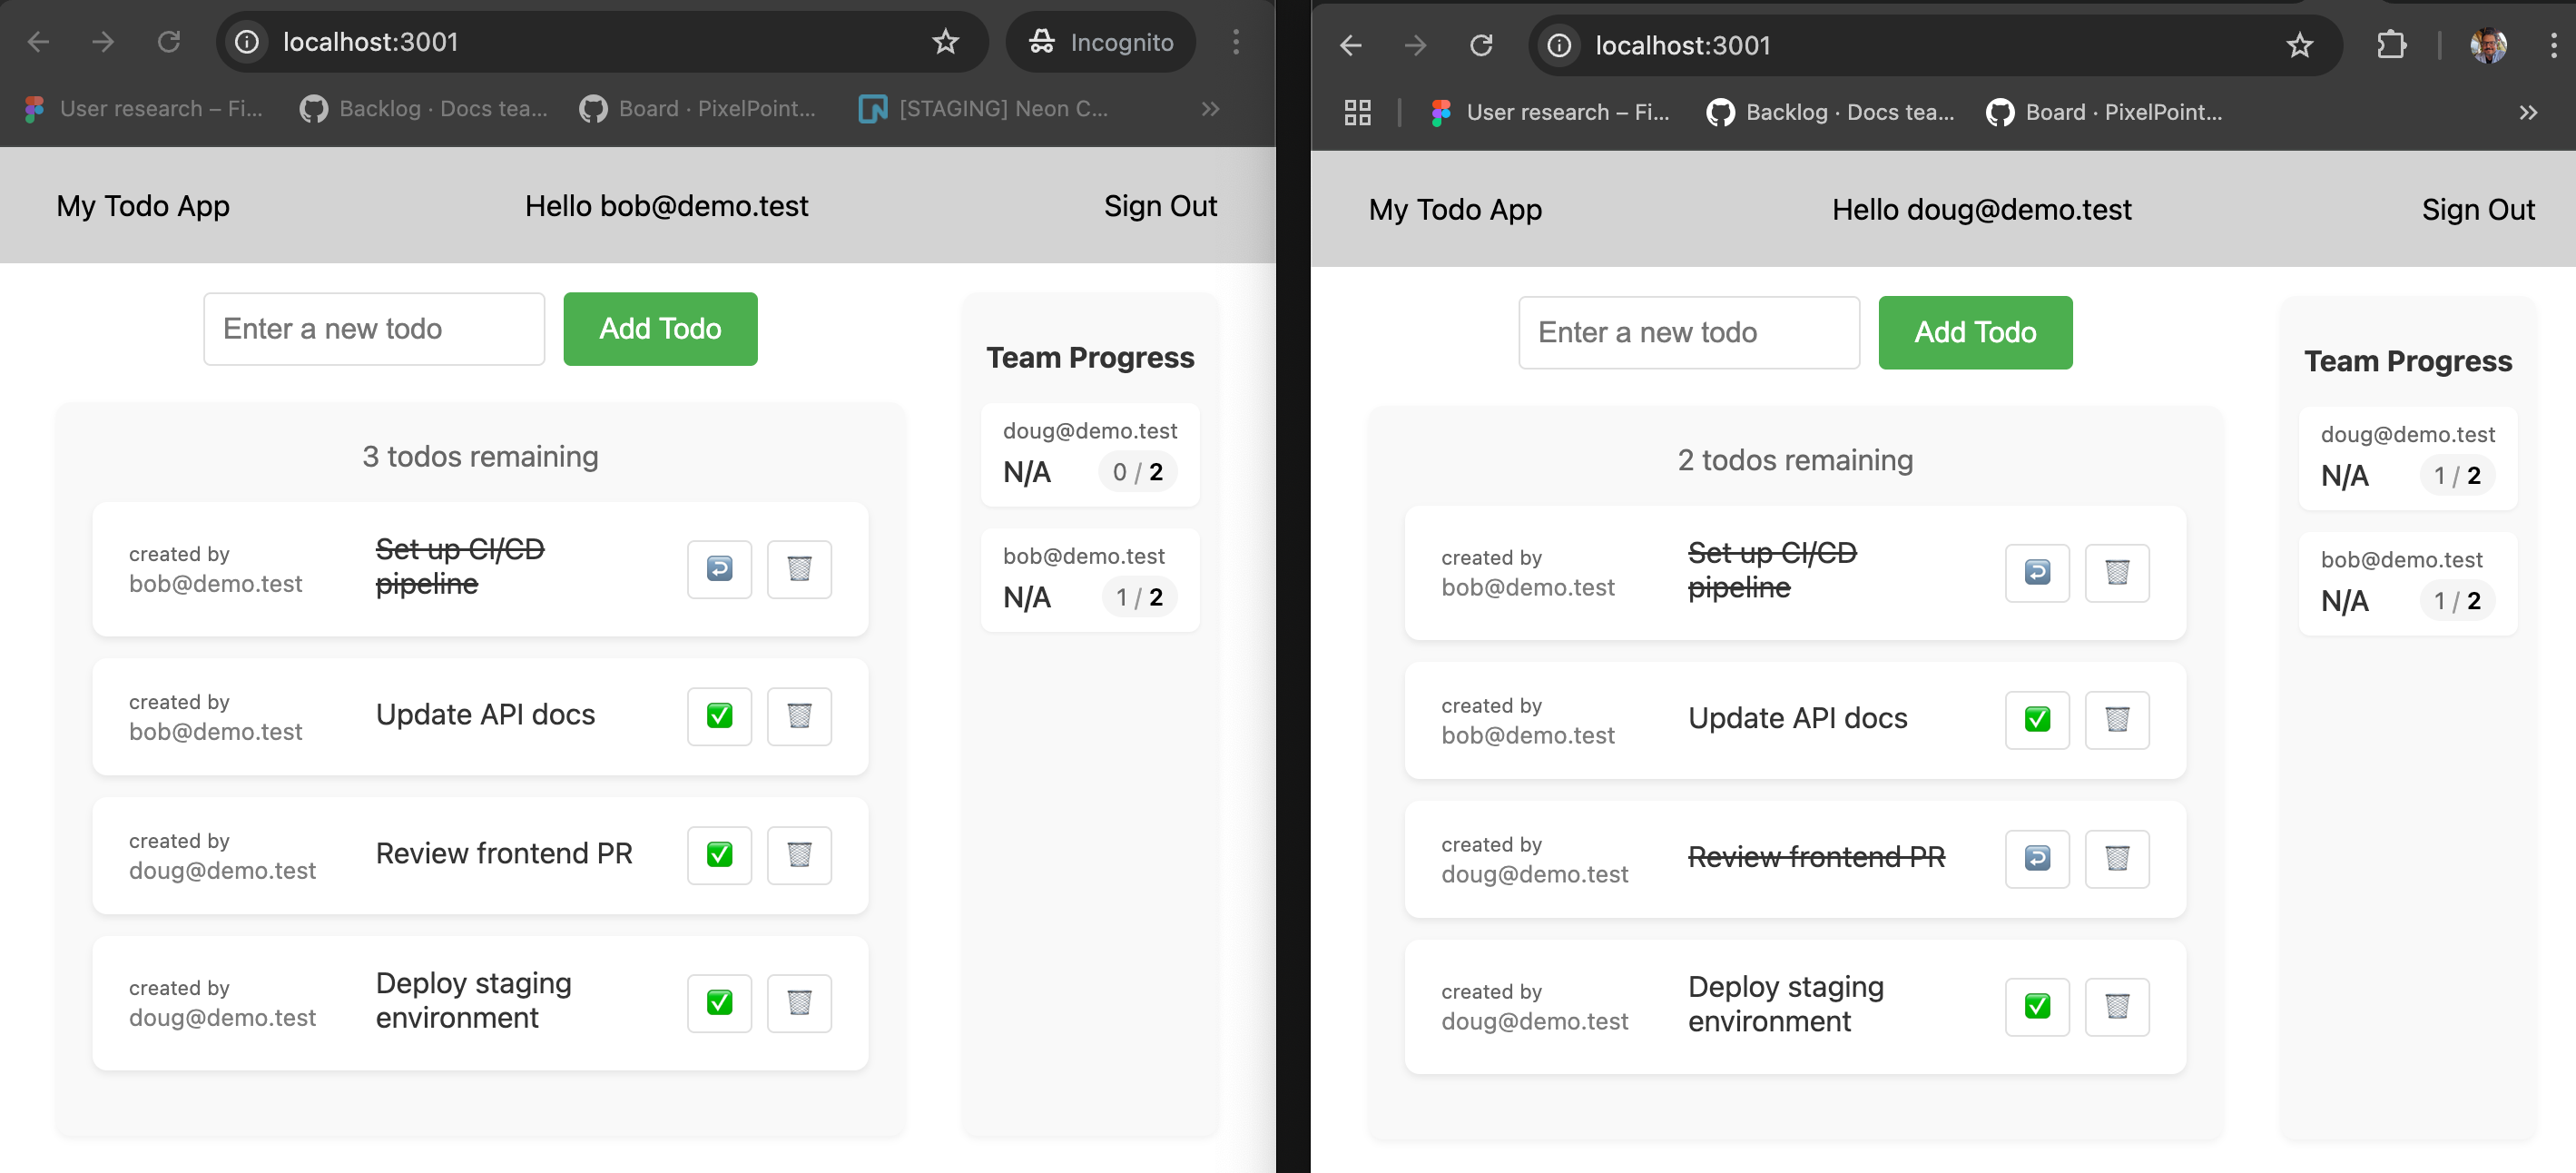 localhost:3001
Incognito
User research – Fi...
Backlog · Docs tea...
Board · PixelPoint...
[STAGING] Neon C...
My Todo App
Hello bob@demo.test
Sign Out
Enter a new todo
Add Todo
3 todos remaining
created by
bob@demo.test
Set up CI/CD
pipeline
created by
bob@demo.test
Update API docs
created by
doug@demo.test
Review frontend PR
created by
doug@demo.test
Deploy staging
environment
Team Progress
doug@demo.test
N/A
0 / 2
bob@demo.test
N/A
1 / 2
localhost:3001
User research – Fi...
Backlog · Docs tea...
Board · PixelPoint...
My Todo App
Hello doug@demo.test
Sign Out
Enter a new todo
Add Todo
2 todos remaining
created by
bob@demo.test
Set up CI/CD
pipeline
created by
bob@demo.test
Update API docs
created by
doug@demo.test
Review frontend PR
created by
doug@demo.test
Deploy staging
environment
Team Progress
doug@demo.test
N/A
1 / 2
bob@demo.test
N/A
1 / 2